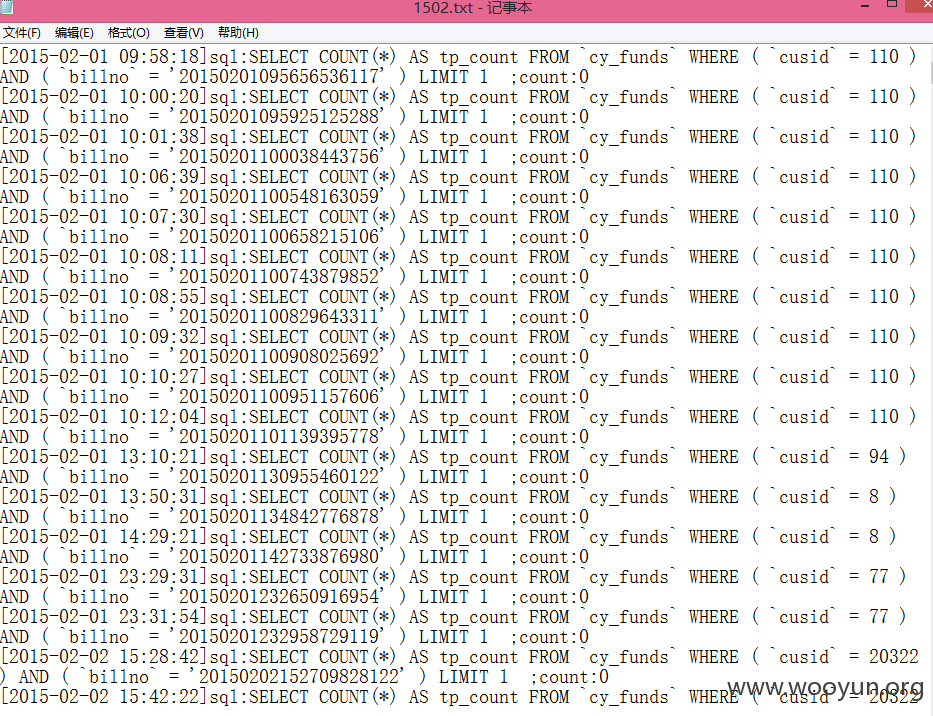 1502.txt - 记事本
文件(F) 编辑(E) 格式(O) 查看(V) 帮助(H)
[2015-02-01 09:58:18]sql:SELECT COUNT(*) AS tp_count FROM `cy_funds` WHERE ( `cusid` = 110 )
AND ( `billno` = '20150201095656536117' ) LIMIT 1  ;count:0
[2015-02-01 10:00:20]sql:SELECT COUNT(*) AS tp_count FROM `cy_funds` WHERE ( `cusid` = 110 )
AND ( `billno` = '20150201095925125288' ) LIMIT 1  ;count:0
[2015-02-01 10:01:38]sql:SELECT COUNT(*) AS tp_count FROM `cy_funds` WHERE ( `cusid` = 110 )
AND ( `billno` = '20150201100038443756' ) LIMIT 1  ;count:0
[2015-02-01 10:06:39]sql:SELECT COUNT(*) AS tp_count FROM `cy_funds` WHERE ( `cusid` = 110 )
AND ( `billno` = '20150201100548163059' ) LIMIT 1  ;count:0
[2015-02-01 10:07:30]sql:SELECT COUNT(*) AS tp_count FROM `cy_funds` WHERE ( `cusid` = 110 )
AND ( `billno` = '20150201100658215106' ) LIMIT 1  ;count:0
[2015-02-01 10:08:11]sql:SELECT COUNT(*) AS tp_count FROM `cy_funds` WHERE ( `cusid` = 110 )
AND ( `billno` = '20150201100743879852' ) LIMIT 1  ;count:0
[2015-02-01 10:08:55]sql:SELECT COUNT(*) AS tp_count FROM `cy_funds` WHERE ( `cusid` = 110 )
AND ( `billno` = '20150201100829643311' ) LIMIT 1  ;count:0
[2015-02-01 10:09:32]sql:SELECT COUNT(*) AS tp_count FROM `cy_funds` WHERE ( `cusid` = 110 )
AND ( `billno` = '20150201100908025692' ) LIMIT 1  ;count:0
[2015-02-01 10:10:27]sql:SELECT COUNT(*) AS tp_count FROM `cy_funds` WHERE ( `cusid` = 110 )
AND ( `billno` = '20150201100951157606' ) LIMIT 1  ;count:0
[2015-02-01 10:12:04]sql:SELECT COUNT(*) AS tp_count FROM `cy_funds` WHERE ( `cusid` = 110 )
AND ( `billno` = '20150201101139395778' ) LIMIT 1  ;count:0
[2015-02-01 13:10:21]sql:SELECT COUNT(*) AS tp_count FROM `cy_funds` WHERE ( `cusid` = 94 )
AND ( `billno` = '20150201130955460122' ) LIMIT 1  ;count:0
[2015-02-01 13:50:31]sql:SELECT COUNT(*) AS tp_count FROM `cy_funds` WHERE ( `cusid` = 8 )
AND ( `billno` = '20150201134842776878' ) LIMIT 1  ;count:0
[2015-02-01 14:29:21]sql:SELECT COUNT(*) AS tp_count FROM `cy_funds` WHERE ( `cusid` = 8 )
AND ( `billno` = '20150201142733876980' ) LIMIT 1  ;count:0
[2015-02-01 23:29:31]sql:SELECT COUNT(*) AS tp_count FROM `cy_funds` WHERE ( `cusid` = 77 )
AND ( `billno` = '20150201232650916954' ) LIMIT 1  ;count:0
[2015-02-01 23:31:54]sql:SELECT COUNT(*) AS tp_count FROM `cy_funds` WHERE ( `cusid` = 77 )
AND ( `billno` = '20150201232958729119' ) LIMIT 1  ;count:0
[2015-02-02 15:28:42]sql:SELECT COUNT(*) AS tp_count FROM `cy_funds` WHERE ( `cusid` = 20322
) AND ( `billno` = '20150202152709828122' ) LIMIT 1  ;count:0
[2015-02-02 15:42:22]sql:SELECT COUNT(*) AS tp_count FROM `cy_funds` WHERE ( `cusid` = 20322
www.wooyun.org